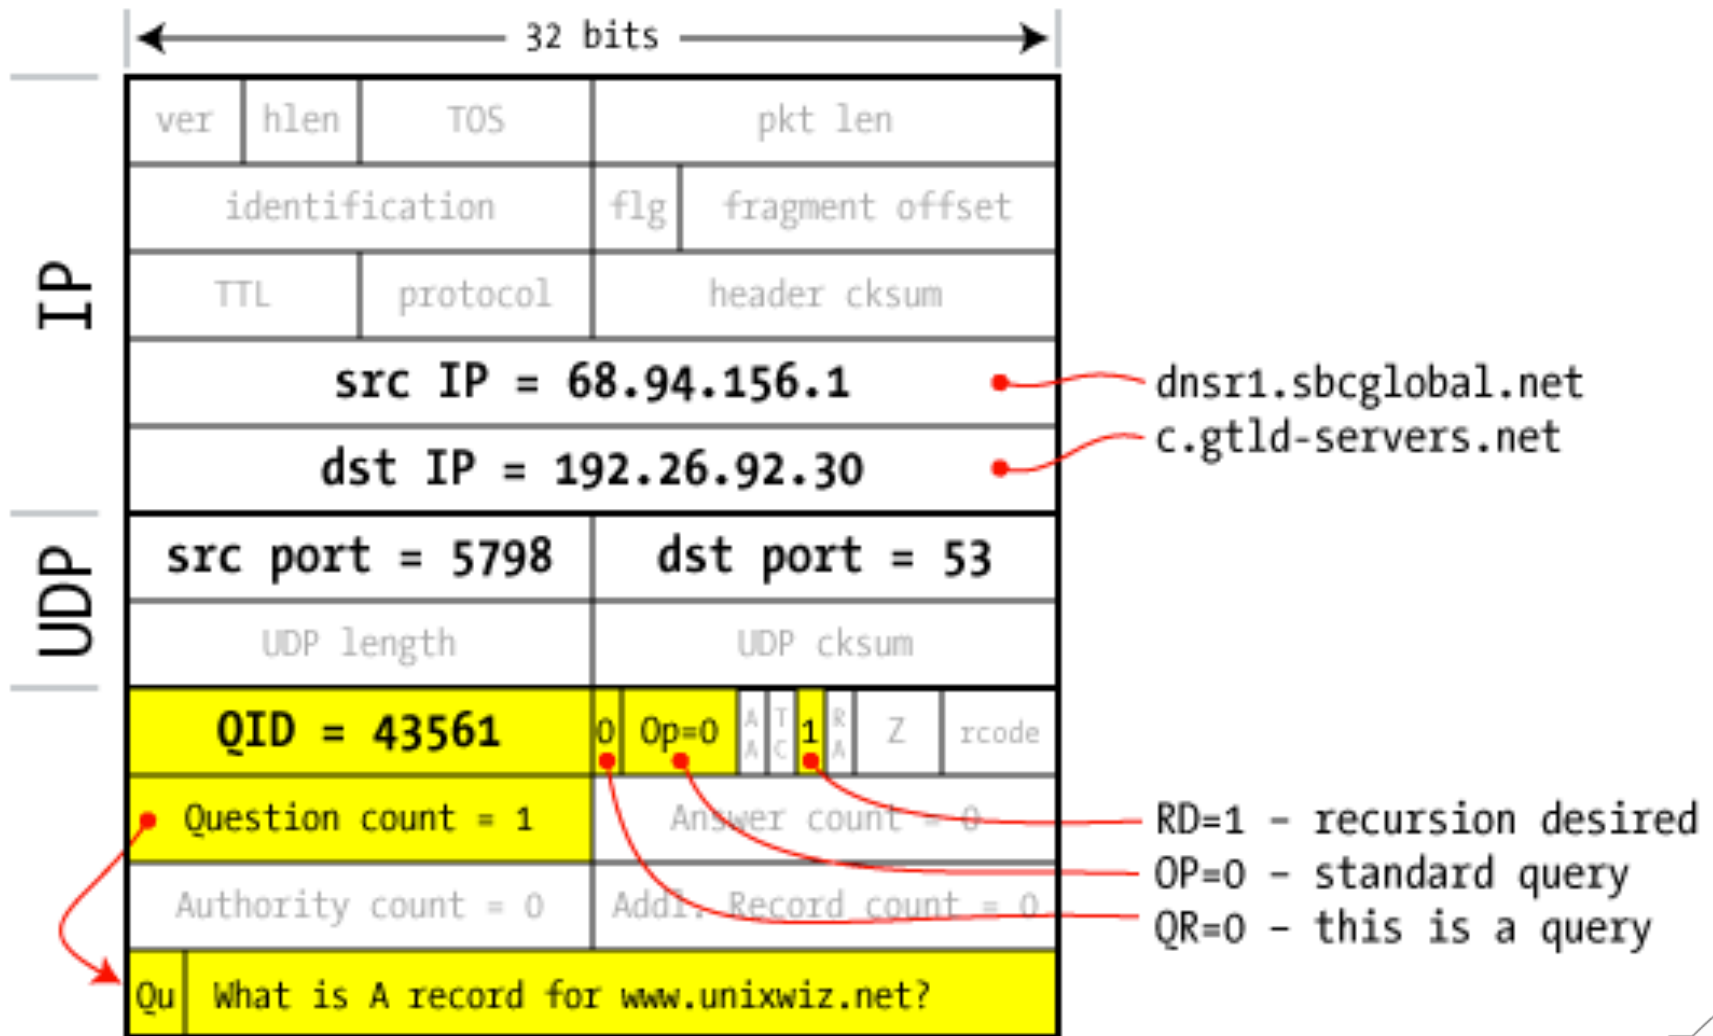 32 bits
IP
ver hlen TOS pkt len
identification flg fragment offset
TTL protocol header cksum
src IP = 68.94.156.1 dnsr1.sbcglobal.net
dst IP = 192.26.92.30 c.gtld-servers.net
UDP
src port = 5798 dst port = 53
UDP length UDP cksum
QID = 43561 0 Op=0 AA TC 1 RA Z rcode
Question count = 1 Answer count = 0 RD=1 – recursion desired
OP=0 – standard query
Authority count = 0 Addl. Record count = 0 QR=0 – this is a query
Qu What is A record for www.unixwiz.net?